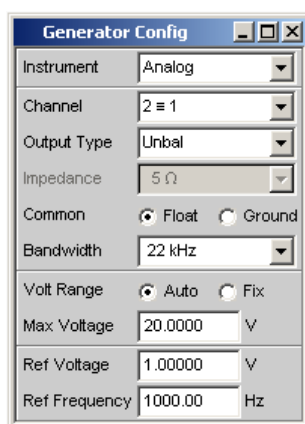 Generator Config
Instrument Analog
Channel 2 ≡ 1
Output Type Unbal
Impedance 5 Ω
Common Float Ground
Bandwidth 22 kHz
Volt Range Auto Fix
Max Voltage 20.0000 V
Ref Voltage 1.00000 V
Ref Frequency 1000.00 Hz